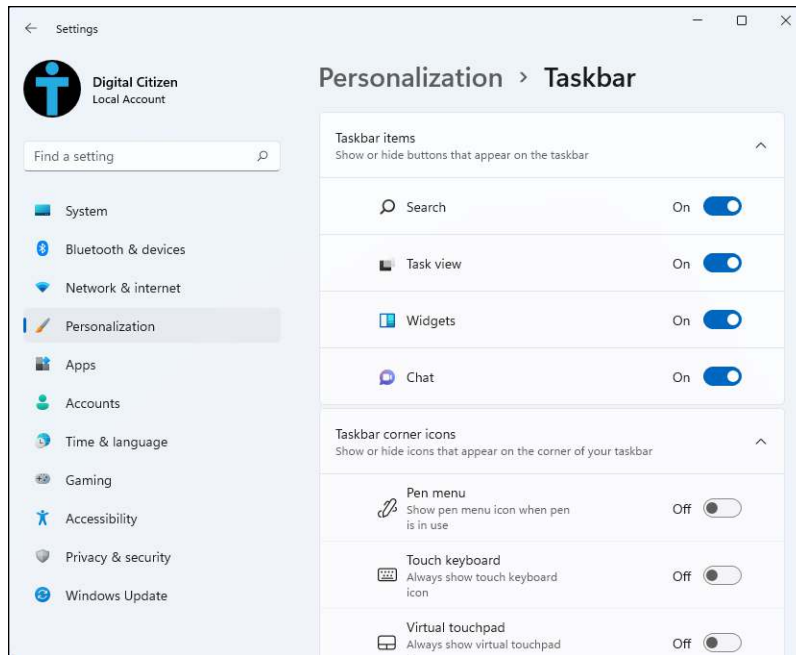 Settings
Digital Citizen
Local Account
Find a setting
System
Bluetooth & devices
Network & internet
Personalization
Apps
Accounts
Time & language
Gaming
Accessibility
Privacy & security
Windows Update
Personalization › Taskbar
Taskbar items
Show or hide buttons that appear on the taskbar
Search On
Task view On
Widgets On
Chat On
Taskbar corner icons
Show or hide icons that appear on the corner of your taskbar
Pen menu
Show pen menu icon when pen
is in use
Off
Touch keyboard
Always show touch keyboard
icon
Off
Virtual touchpad
Always show virtual touchpad
Off